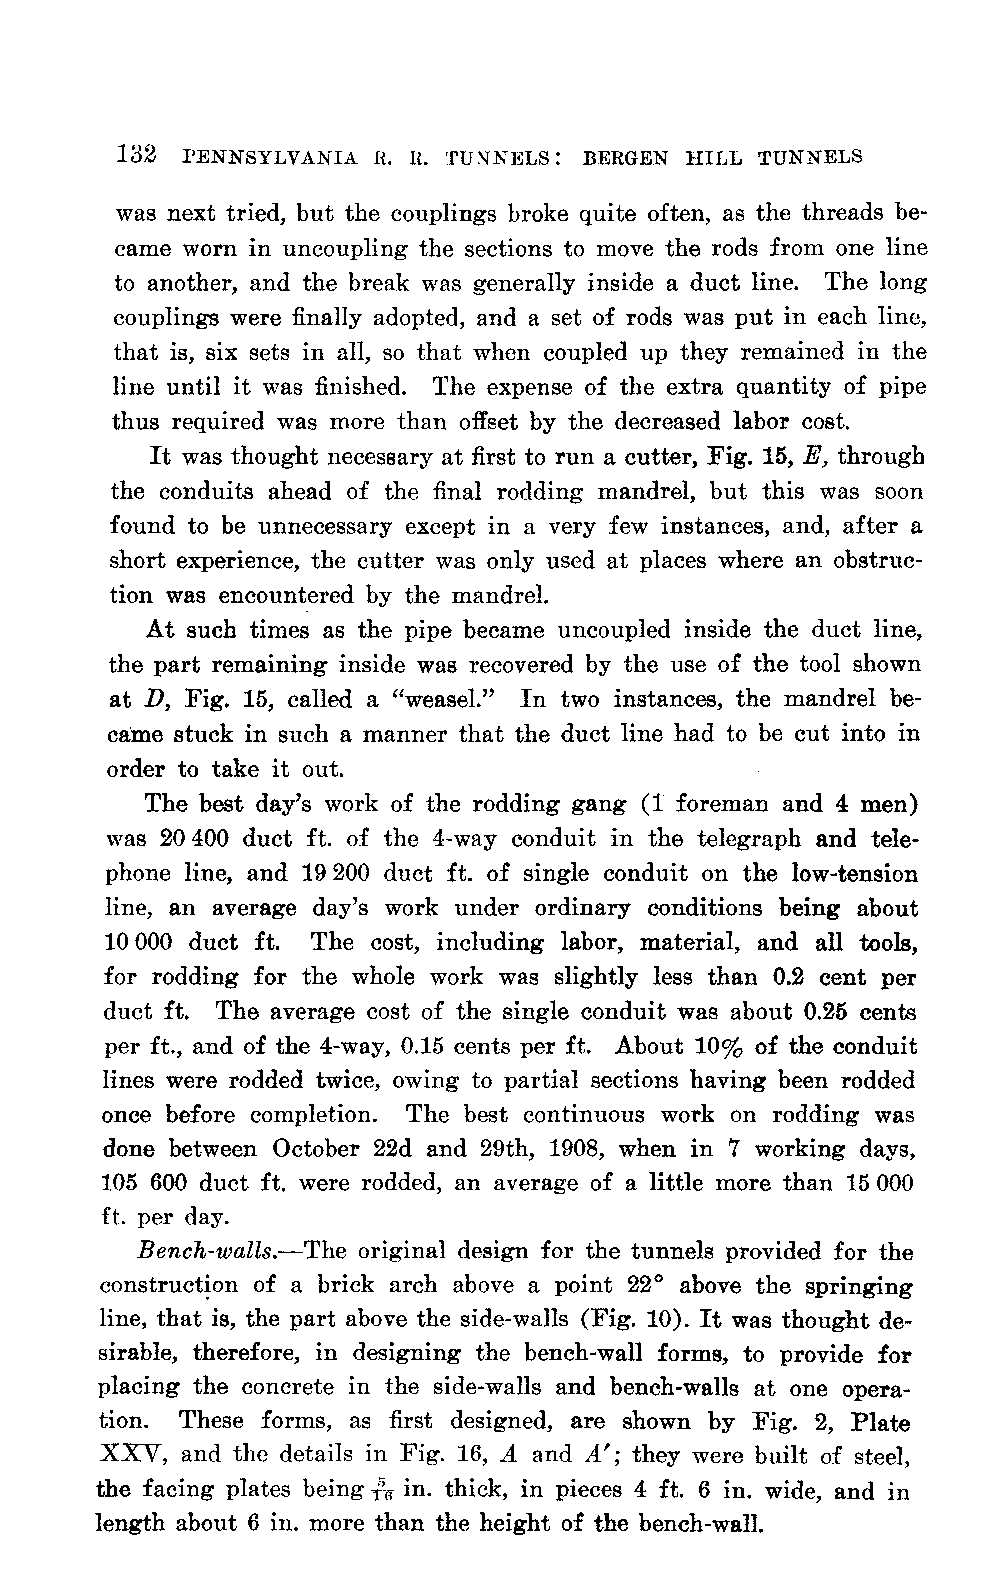 132 PENNSYLVANIA R. R. TUNNELS: BERGEN HILL TUNNELS
was next tried, but the couplings broke quite often, as the threads be-
came worn in uncoupling the sections to move the rods from one line
to another, and the break was generally inside a duct line. The long
couplings were finally adopted, and a set of rods was put in each line,
that is, six sets in all, so that when coupled up they remained in the
line until it was finished. The expense of the extra quantity of pipe
thus required was more than offset by the decreased labor cost.
It was thought necessary at first to run a cutter, Fig. 15, E, through
the conduits ahead of the final rodding mandrel, but this was soon
found to be unnecessary except in a very few instances, and, after a
short experience, the cutter was only used at places where an obstruc-
tion was encountered by the mandrel.
At such times as the pipe became uncoupled inside the duct line,
the part remaining inside was recovered by the use of the tool shown
at D, Fig. 15, called a “weasel.” In two instances, the mandrel be-
came stuck in such a manner that the duct line had to be cut into in
order to take it out.
The best day’s work of the rodding gang (1 foreman and 4 men)
was 20 400 duct ft. of the 4-way conduit in the telegraph and tele-
phone line, and 19 200 duct ft. of single conduit on the low-tension
line, an average day’s work under ordinary conditions being about
10 000 duct ft. The cost, including labor, material, and all tools,
for rodding for the whole work was slightly less than 0.2 cent per
duct ft. The average cost of the single conduit was about 0.25 cents
per ft., and of the 4-way, 0.15 cents per ft. About 10% of the conduit
lines were rodded twice, owing to partial sections having been rodded
once before completion. The best continuous work on rodding was
done between October 22d and 29th, 1908, when in 7 working days,
105 600 duct ft. were rodded, an average of a little more than 15 000
ft. per day.
Bench-walls.—The original design for the tunnels provided for the
construction of a brick arch above a point 22° above the springing
line, that is, the part above the side-walls (Fig. 10). It was thought de-
sirable, therefore, in designing the bench-wall forms, to provide for
placing the concrete in the side-walls and bench-walls at one opera-
tion. These forms, as first designed, are shown by Fig. 2, Plate
XXV, and the details in Fig. 16, A and A′; they were built of steel,
the facing plates being 5/16 in. thick, in pieces 4 ft. 6 in. wide, and in
length about 6 in. more than the height of the bench-wall.